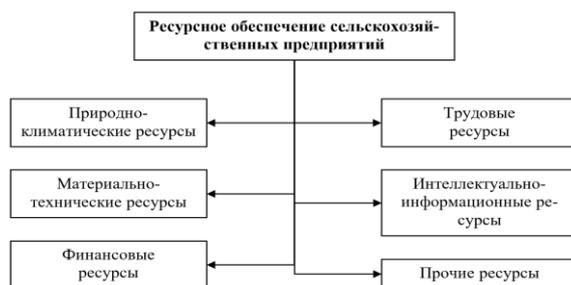 Ресурсное обеспечение сельскохозяй-
ственных предприятий
Природно-
климатические ресурсы
Трудовые
ресурсы
Материально-
технические ресурсы
Интеллектуально-
информационные ре-
сурсы
Финансовые
ресурсы
Прочие ресурсы